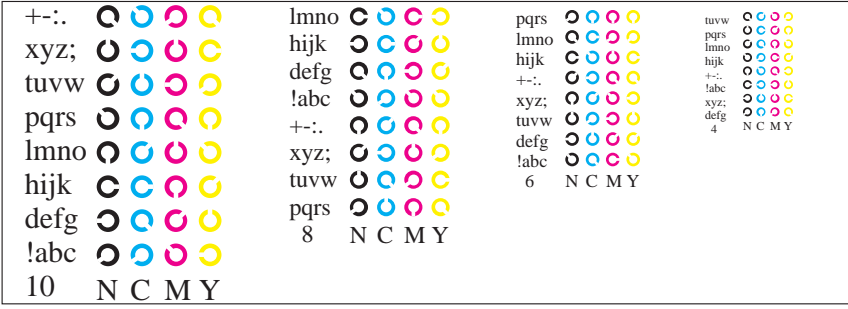 +-:.
xyz;
tuvw
pqrs
lmno
hijk
defg
!abc
10 N C M Y
lmno
hijk
defg
!abc
+-:.
xyz;
tuvw
pqrs
8 N C M Y
pqrs
lmno
hijk
+-:.
xyz;
tuvw
defg
!abc
6 N C M Y
tuvw
pqrs
lmno
hijk
+-:.
!abc
xyz;
defg
4 N C M Y